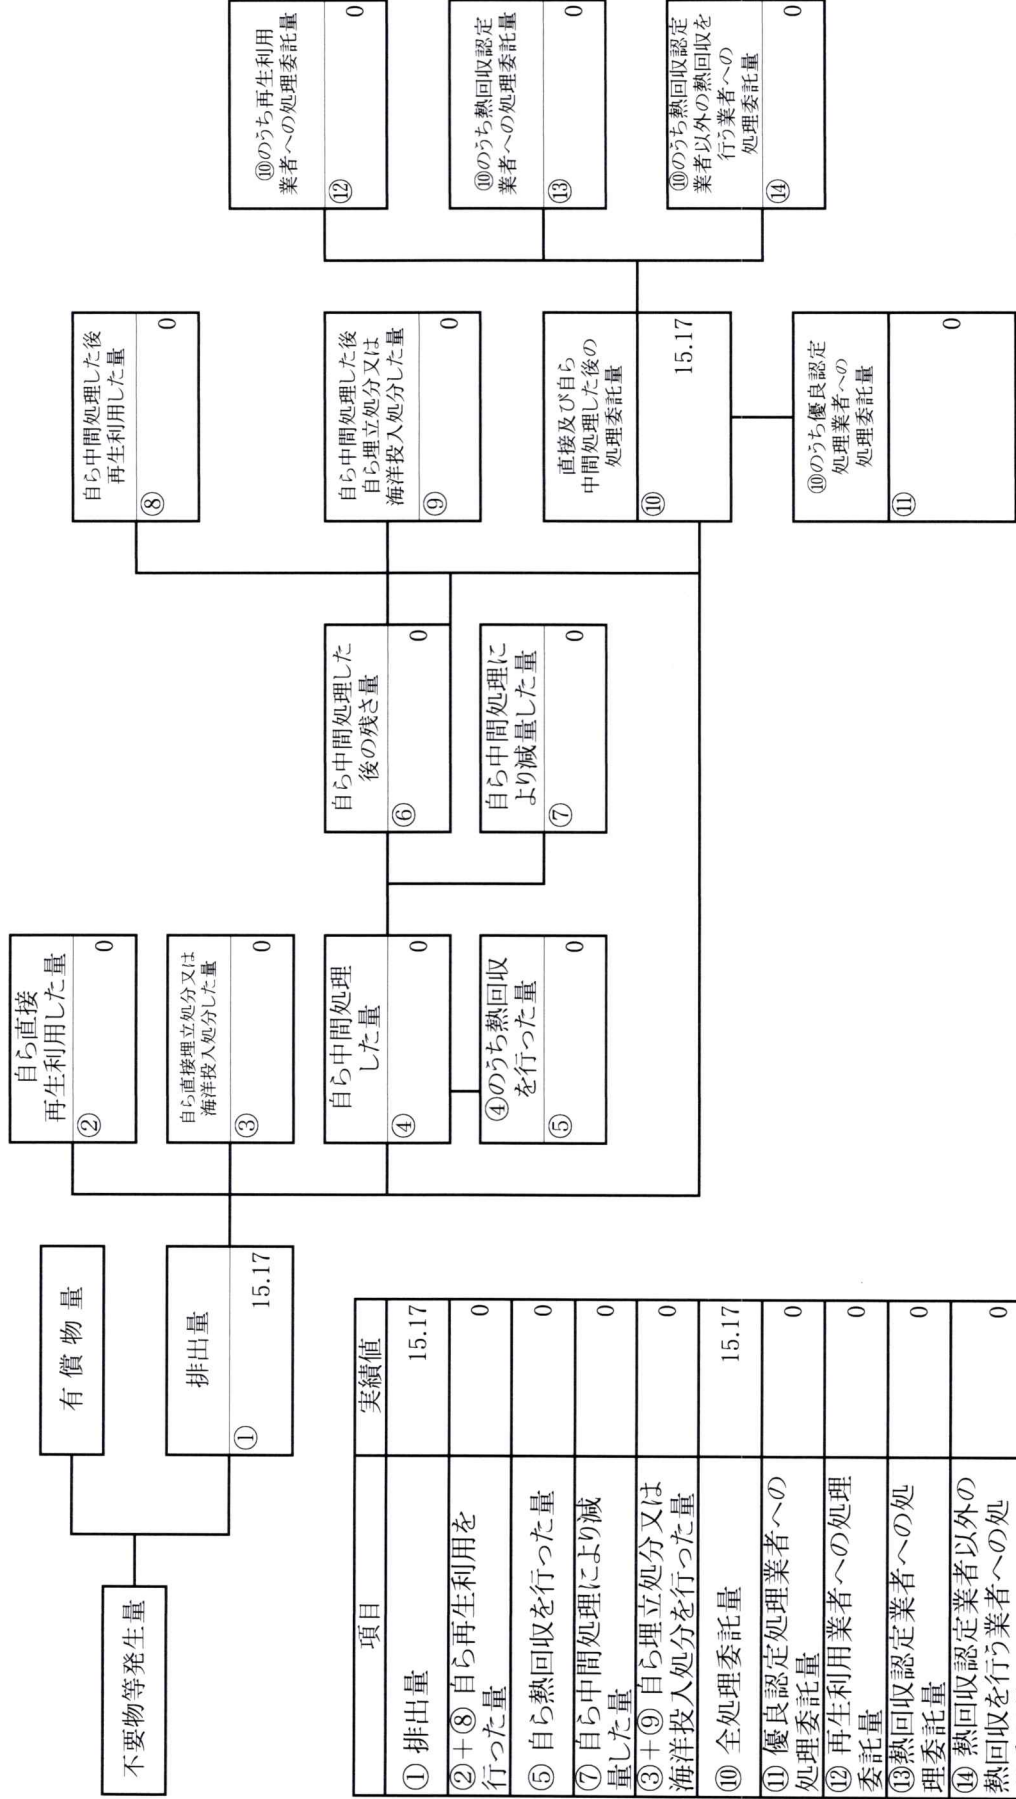 不要物等発生量
有償物量
排出量
①
15.17
自ら直接
再生利用した量
②
0
自ら直接埋立処分又は
海洋投入処分した量
③
0
自ら中間処理
した量
④
0
④のうち熱回収
を行った量
⑤
0
自ら中間処理した
後の残さ量
⑥
0
自ら中間処理に
より減量した量
⑦
0
自ら中間処理した後
再生利用した量
⑧
0
自ら中間処理した後
自ら埋立処分又は
海洋投入処分した量
⑨
0
直接及び自ら
中間処理した後の
処理委託量
⑩
15.17
⑩のうち優良認定
処理業者への
処理委託量
⑪
0
⑩のうち再生利用
業者への処理委託量
⑫
0
⑩のうち熱回収認定
業者への処理委託量
⑬
0
⑩のうち熱回収認定
業者以外の熱回収を
行う業者への
処理委託量
⑭
0
項目 実績値
① 排出量 15.17
②+⑧ 自ら再生利用を
行った量 0
⑤ 自ら熱回収を行った量 0
⑦ 自ら中間処理により減
量した量 0
③+⑨ 自ら埋立処分又は
海洋投入処分を行った量 0
⑩ 全処理委託量 15.17
⑪ 優良認定処理業者への
処理委託量 0
⑫ 再生利用業者への処理
委託量 0
⑬熱回収認定業者への処
理委託量 0
⑭ 熱回収認定業者以外の
熱回収を行う業者への処 0